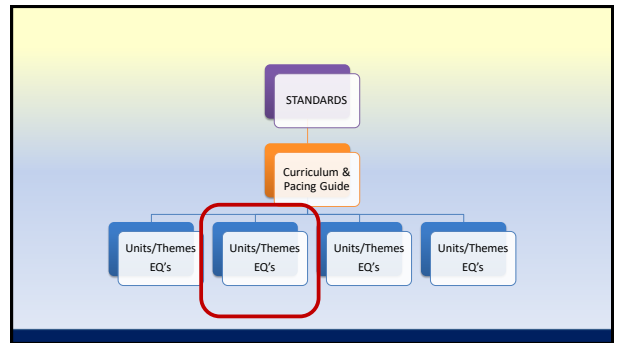 STANDARDS
Curriculum &
Pacing Guide
Units/Themes
EQ's
Units/Themes
EQ's
Units/Themes
EQ's
Units/Themes
EQ's